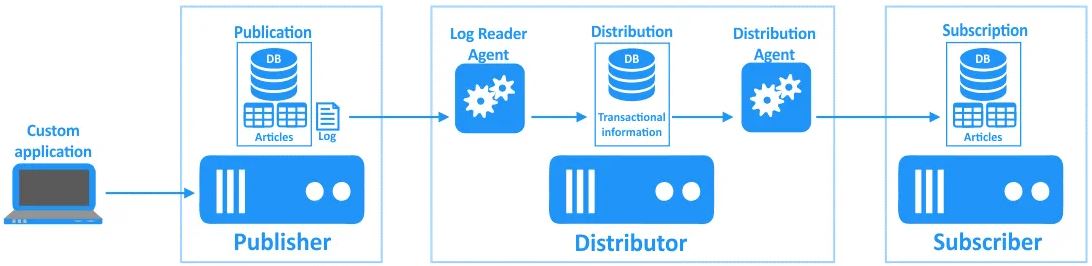 Custom
application
Publication
DB
Articles
Log
Publisher
Log Reader
Agent
Distribution
DB
Transactional
information
Distribution
Agent
Distributor
Subscription
DB
Articles
Subscriber